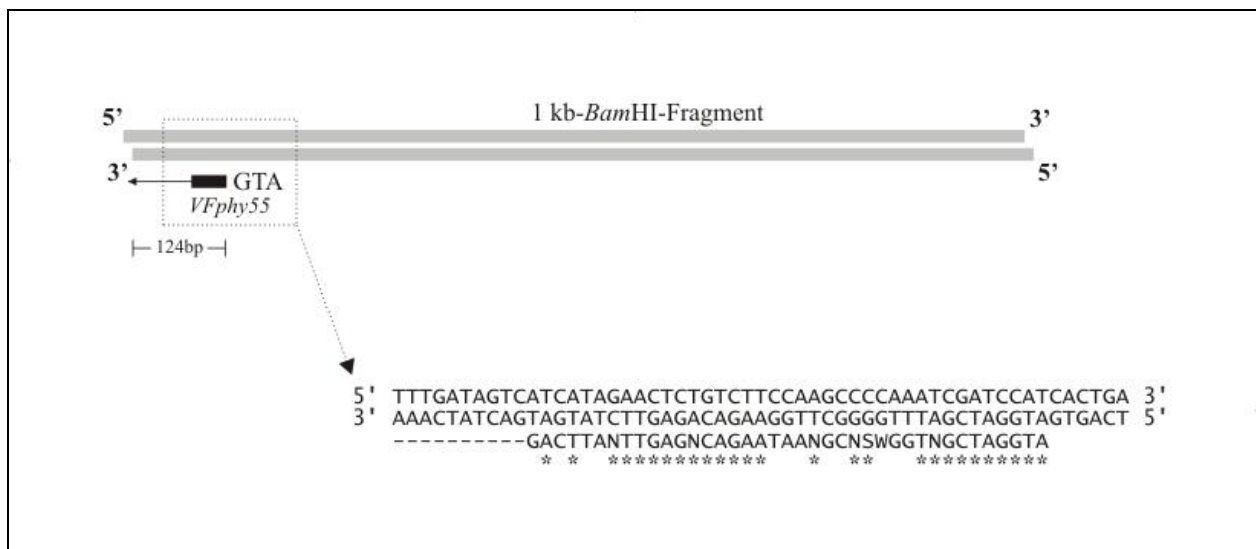 1 kb-BamHI-Fragment
5’ 3’
3’ 5’
GTA
VFphy55
124bp
5' TTTGATAGTCATCATAGAACTCTGTCTTCCAAGCCCCAAATCGATCCATCACTGA 3'
3' AAACTATCAGTAGTATCTTGAGACAGAAGGTTCGGGGTTTAGCTAGGTAGTGACT 5'
----------GACTTANTTGAGNCAGAATAANGCNSWGGTNGCTAGGTA
* * ************ * ** **********